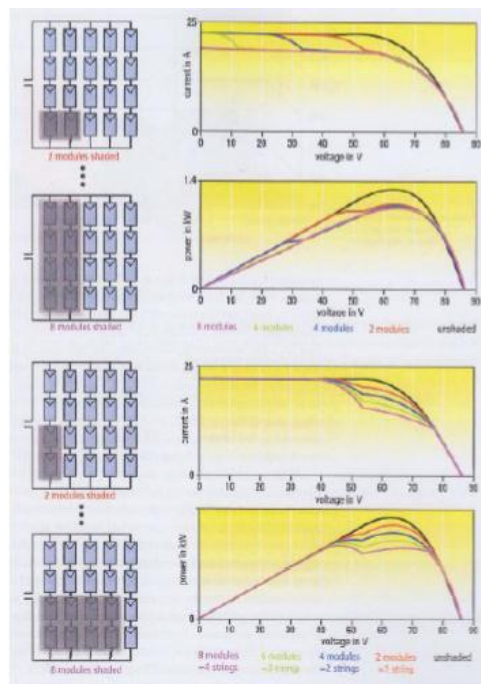 25
current in A
0 10 20 30 40 50 60 70 80 90
voltage in V
2 modules shaded
1.4
power in kW
0 10 20 30 40 50 60 70 80 90
voltage in V
8 modules shaded
8 modules 6 modules 4 modules 2 modules unshaded
25
current in A
0 10 20 30 40 50 60 70 80 90
voltage in V
2 modules shaded
power in kW
0 10 20 30 40 50 60 70 80 90
voltage in V
8 modules shaded
8 modules 6 modules 4 modules 2 modules unshaded
=4 strings =3 strings =2 strings =1 string